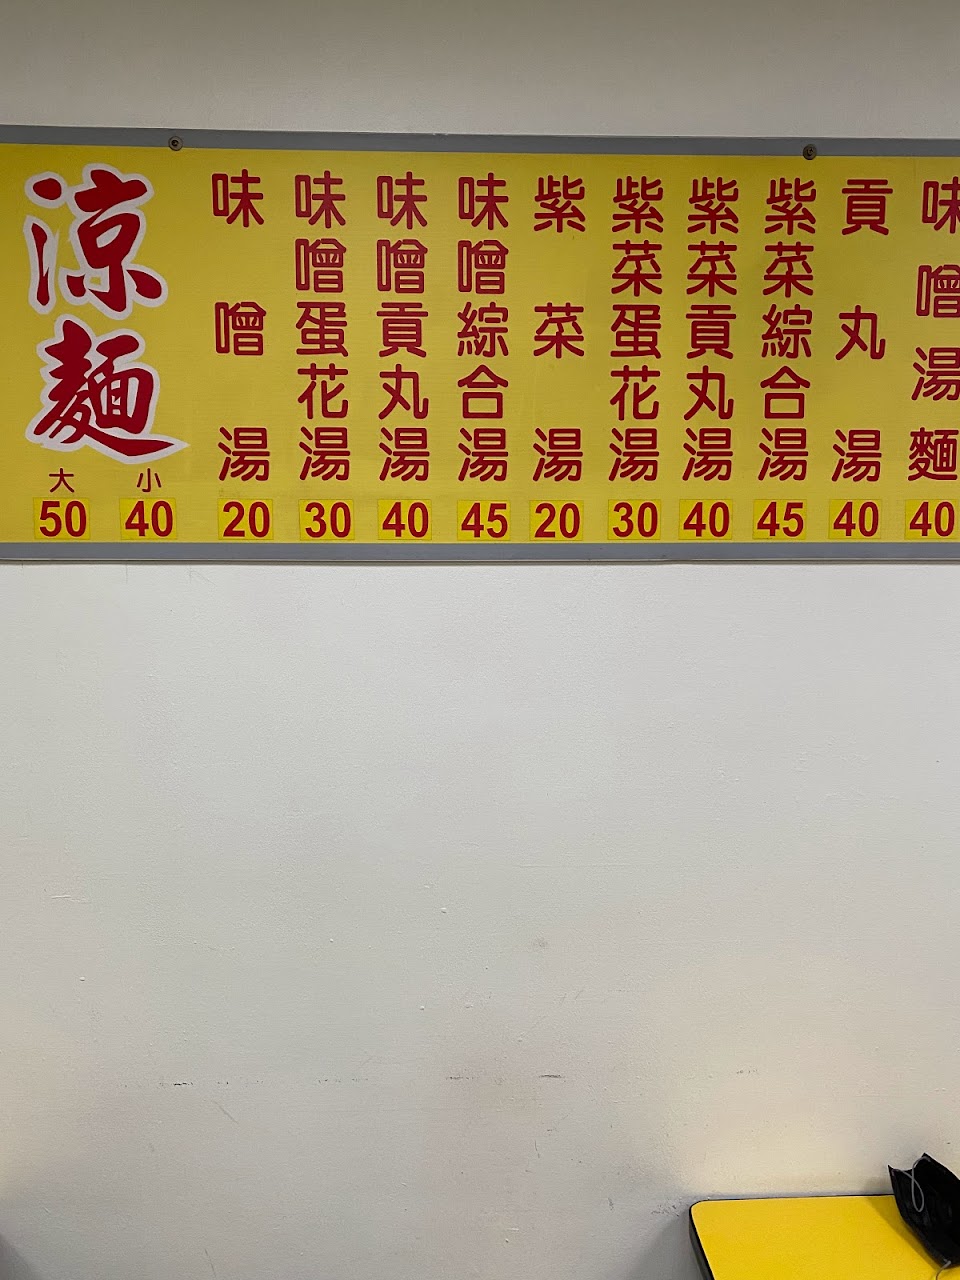 涼麵
大 50
小 40
味噌湯 20
味噌蛋花湯 30
味噌貢丸湯 40
味噌綜合湯 45
紫菜湯 20
紫菜蛋花湯 30
紫菜貢丸湯 40
紫菜綜合湯 45
貢丸湯 40
味噌湯麵 40